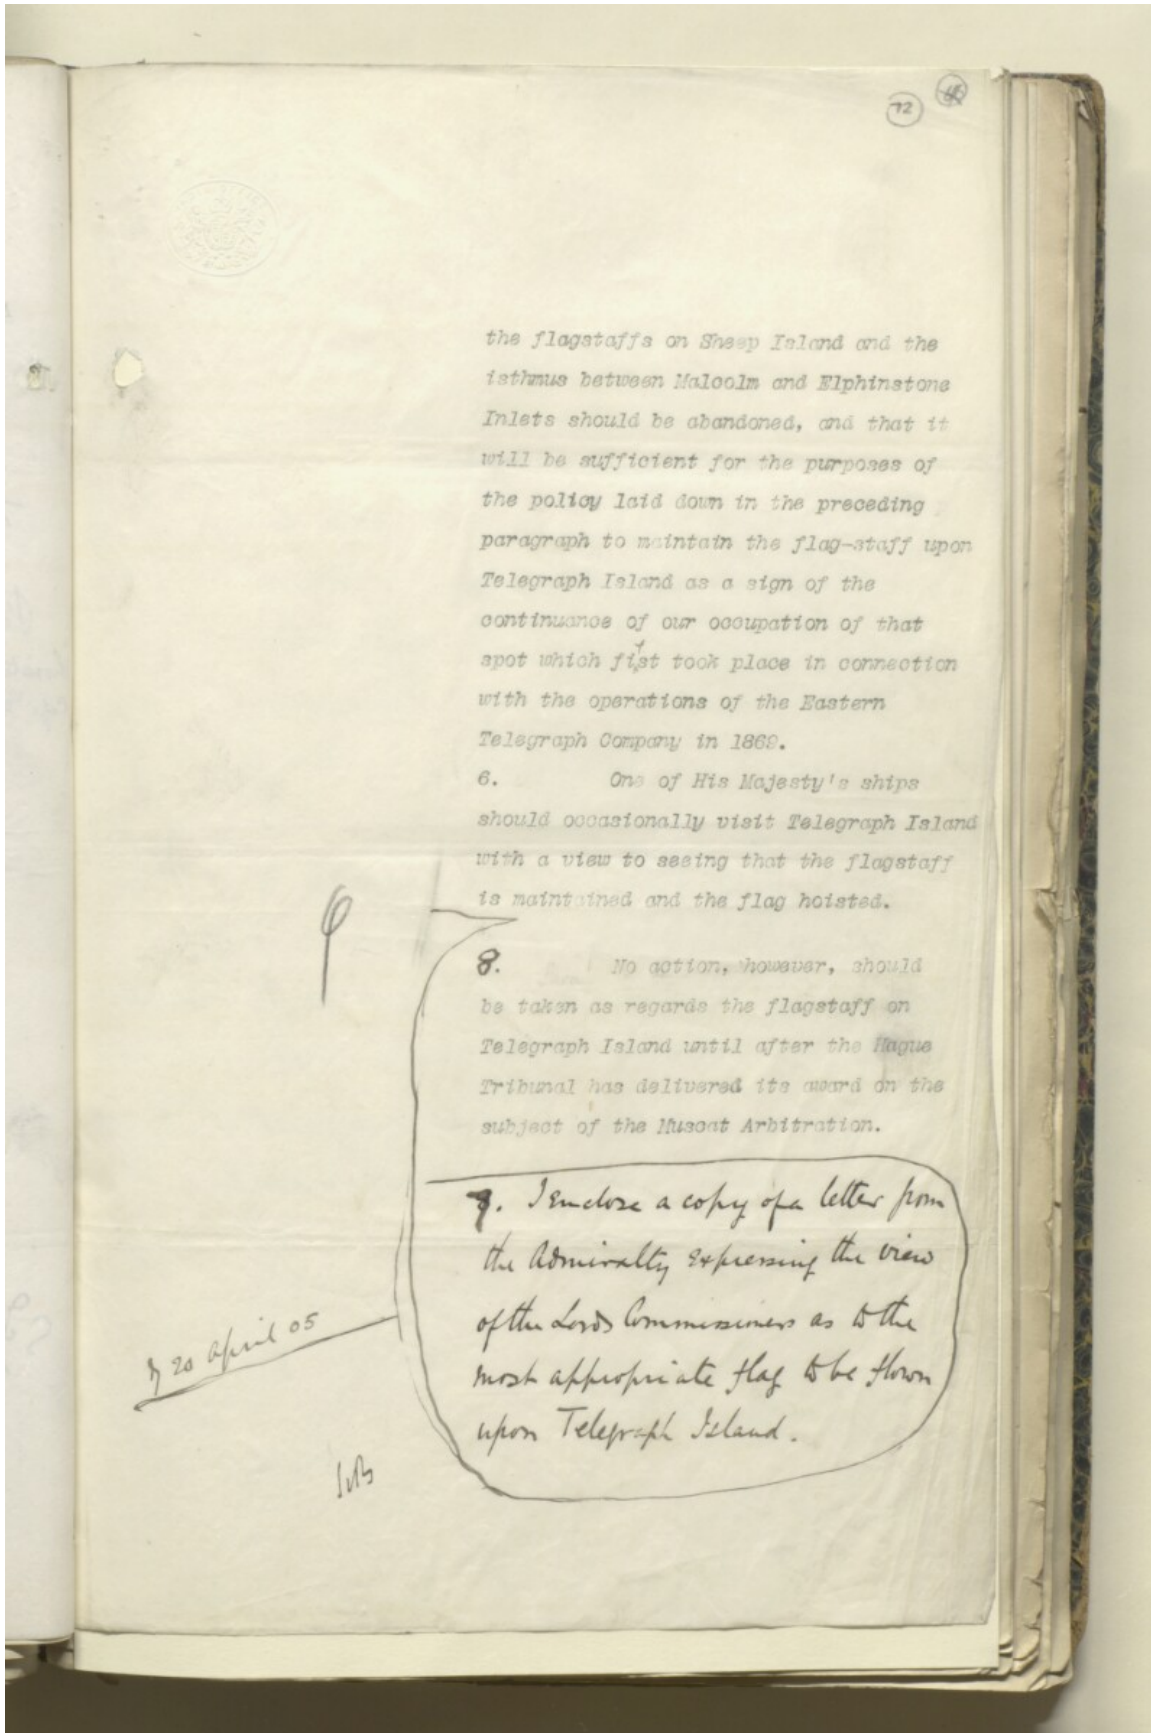 72
the flagstaffs on Sheep Island and the
isthmus between Malcolm and Elphinstone
Inlets should be abandoned, and that it
will be sufficient for the purposes of
the policy laid down in the preceding
paragraph to maintain the flag-staff upon
Telegraph Island as a sign of the
continuance of our occupation of that
spot which first took place in connection
with the operations of the Eastern
Telegraph Company in 1869.
6. One of His Majesty's ships
should occasionally visit Telegraph Island
with a view to seeing that the flagstaff
is maintained and the flag hoisted.
8. No action, however, should
be taken as regards the flagstaff on
Telegraph Island until after the Hague
Tribunal has delivered its award on the
subject of the Muscat Arbitration.
7. I enclose a copy of a letter from
the Admiralty expressing the view
of the Lords Commissioners as to the
most appropriate flag to be flown
upon Telegraph Island.
20 April 05